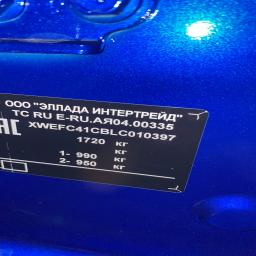 ООО "ЭЛЛАДА ИНТЕРТРЕЙД"
ТС RU E-RU.АЯ04.00335
XWEFC41CBLC010397
1720 кг
1- 990 кг
2- 950 кг